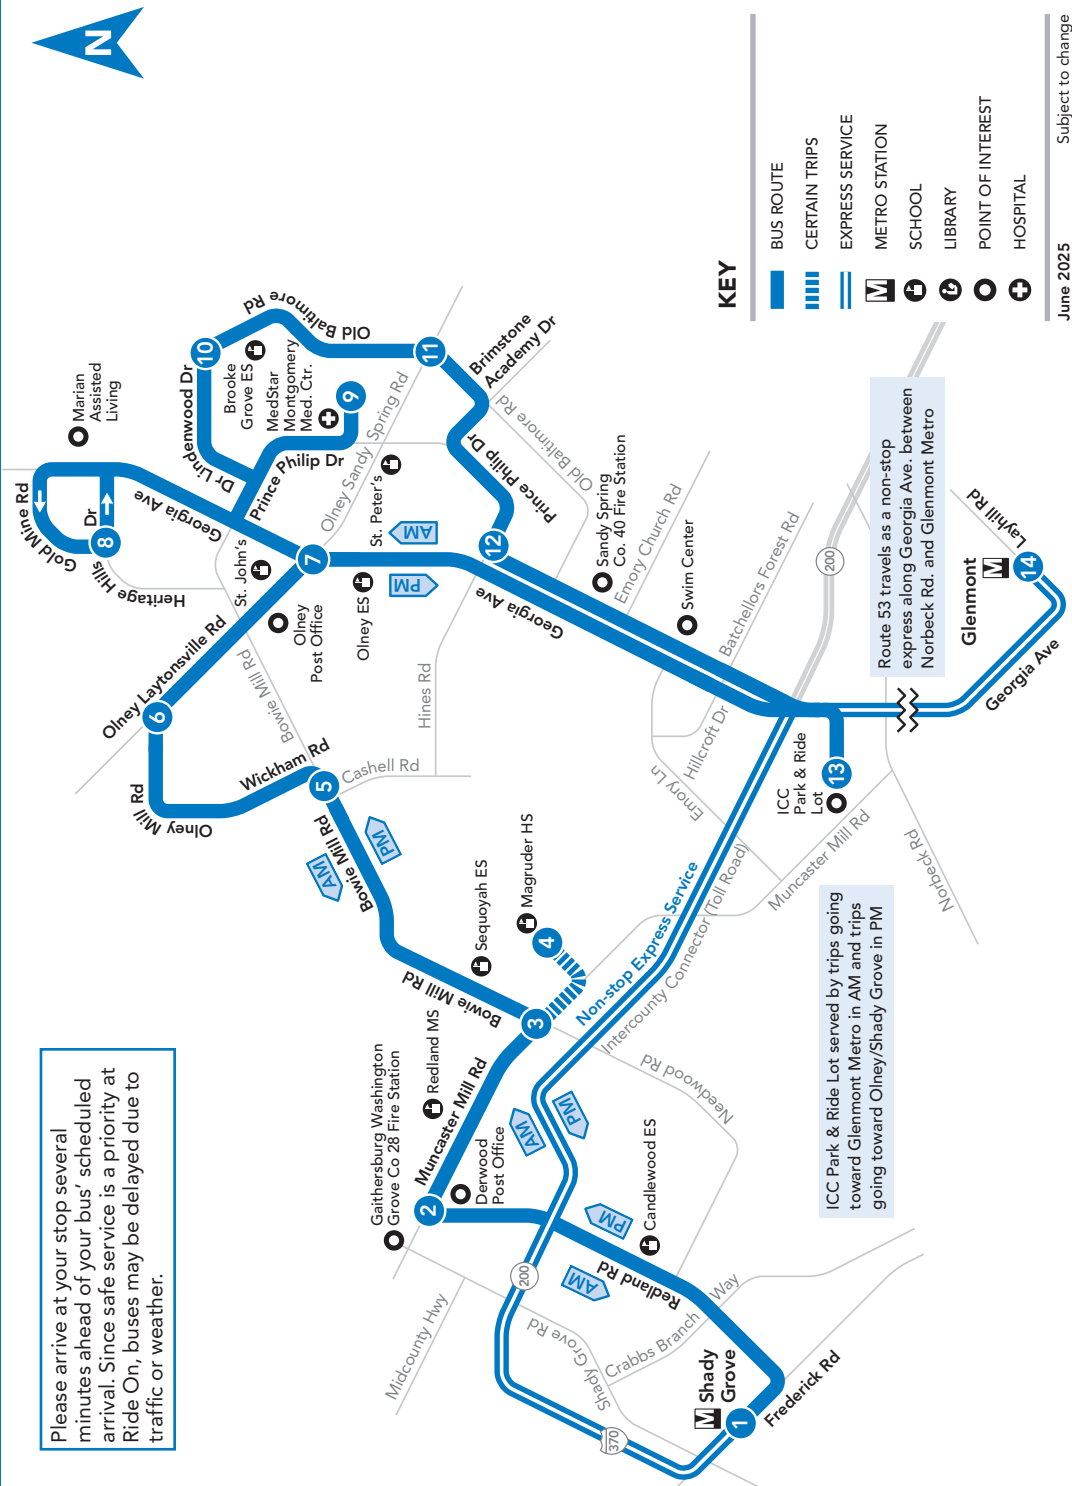 Please arrive at your stop several
minutes ahead of your bus’ scheduled
arrival. Since safe service is a priority at
Ride On, buses may be delayed due to
traffic or weather.
N
Gaithersburg Washington
Grove Co 28 Fire Station
Redland MS
Muncaster Mill Rd
2
Derwood
Post Office
Midcounty Hwy
Shady Grove Rd
Shady Grove Rd
Crabbs Branch Way
200
370
M Shady
Grove
1
Frederick Rd
Redland Rd
AM
PM
Candlewood ES
Needwood Rd
AM
PM
3
4
Magruder HS
Sequoyah ES
Bowie Mill Rd
Bowie Mill Rd
AM
PM
5
Cashell Rd
Wickham Rd
Olney Mill Rd
6
Olney Laytonsville Rd
Bowie Mill Rd
Hines Rd
Olney
Post Office
Olney ES
St. John's
7
PM
AM
St. Peter's
Heritage Hills Dr
8
Gold Mine Rd
Marian
Assisted
Living
Georgia Ave
Prince Philip Dr
Dr Lindenwood Dr
Brooke
Grove ES
MedStar
Montgomery
Med. Ctr.
9
10
Old Baltimore Rd
11
Olney Sandy Spring Rd
Brimstone
Academy Dr
Old Baltimore Rd
Prince Philip Dr
12
Georgia Ave
Sandy Spring
Co. 40 Fire Station
Emory Church Rd
Swim Center
Batchellors Forest Rd
Hillcroft Dr
Emory Ln
Non-stop Express Service
Intercounty Connector (Toll Road)
Muncaster Mill Rd
Norbeck Rd
ICC
Park & Ride
Lot
13
200
Route 53 travels as a non-stop
express along Georgia Ave. between
Norbeck Rd. and Glenmont Metro
ICC Park & Ride Lot served by trips going
toward Glenmont Metro in AM and trips
going toward Olney/Shady Grove in PM
Glenmont
M
14
Layhill Rd
Georgia Ave
KEY
BUS ROUTE
CERTAIN TRIPS
EXPRESS SERVICE
M METRO STATION
SCHOOL
LIBRARY
POINT OF INTEREST
HOSPITAL
June 2025
Subject to change